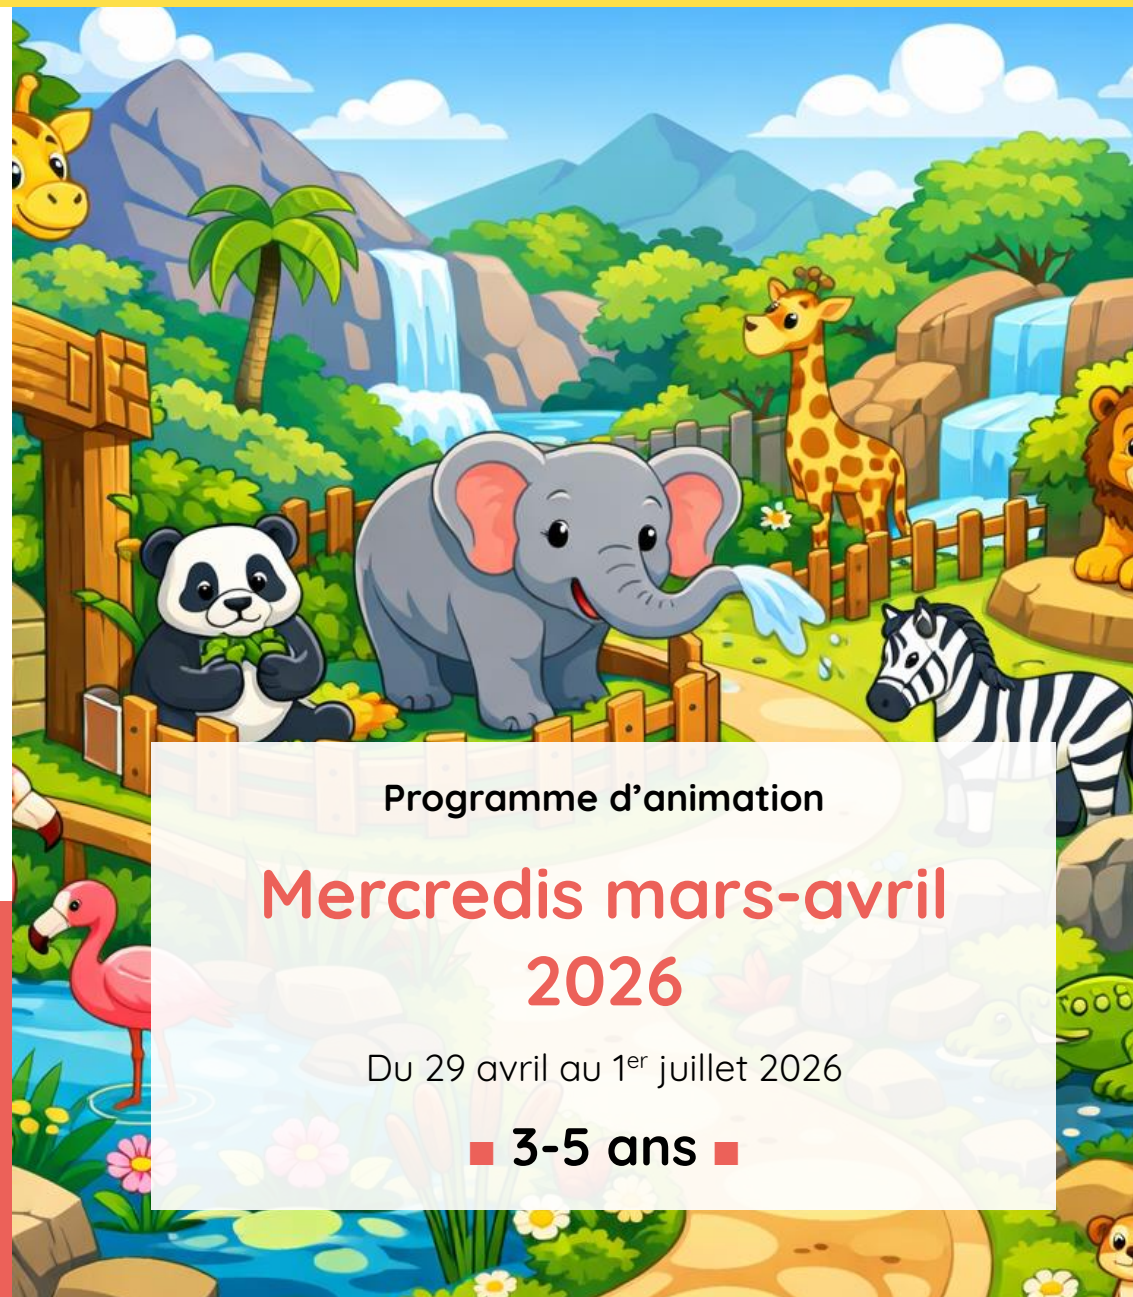 Programme d’animation
Mercredis mars-avril
2026
Du 29 avril au 1er juillet 2026
3-5 ans